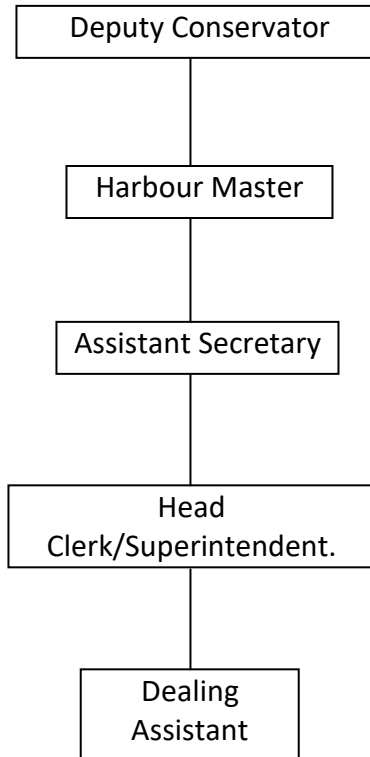 Deputy Conservator
Harbour Master
Assistant Secretary
Head
Clerk/Superintendent.
Dealing
Assistant